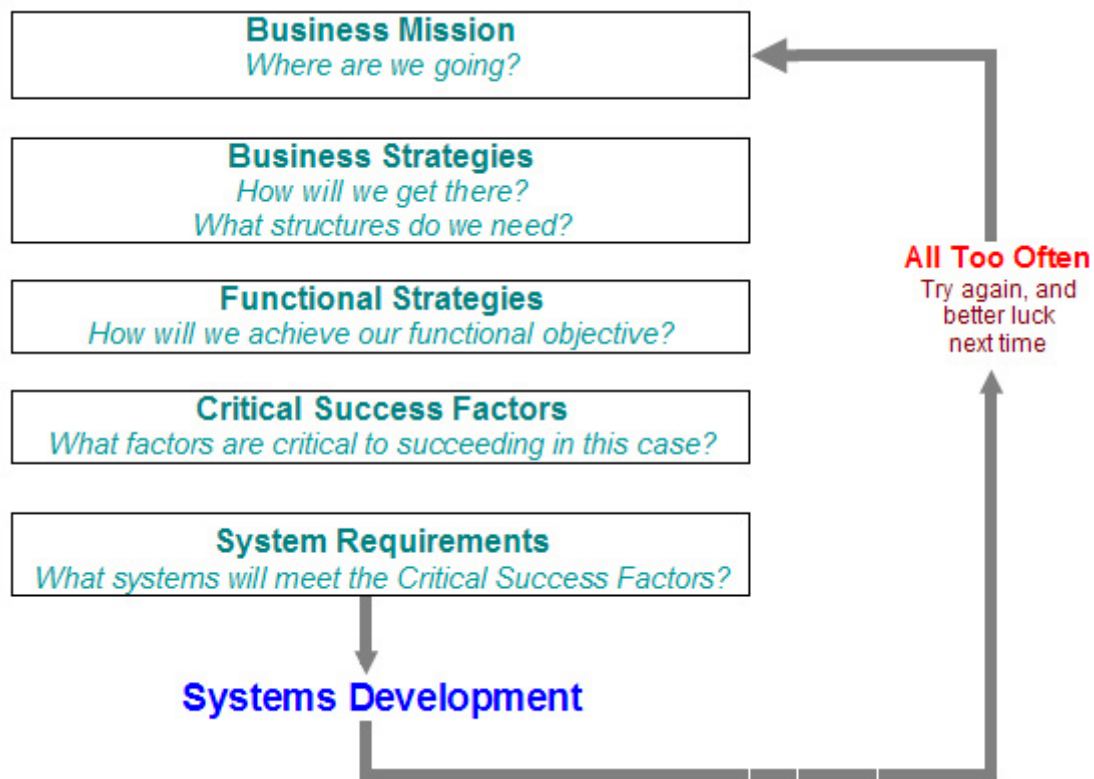 Business Mission
Where are we going?
Business Strategies
How will we get there?
What structures do we need?
Functional Strategies
How will we achieve our functional objective?
Critical Success Factors
What factors are critical to succeeding in this case?
System Requirements
What systems will meet the Critical Success Factors?
Systems Development
All Too Often
Try again, and
better luck
next time